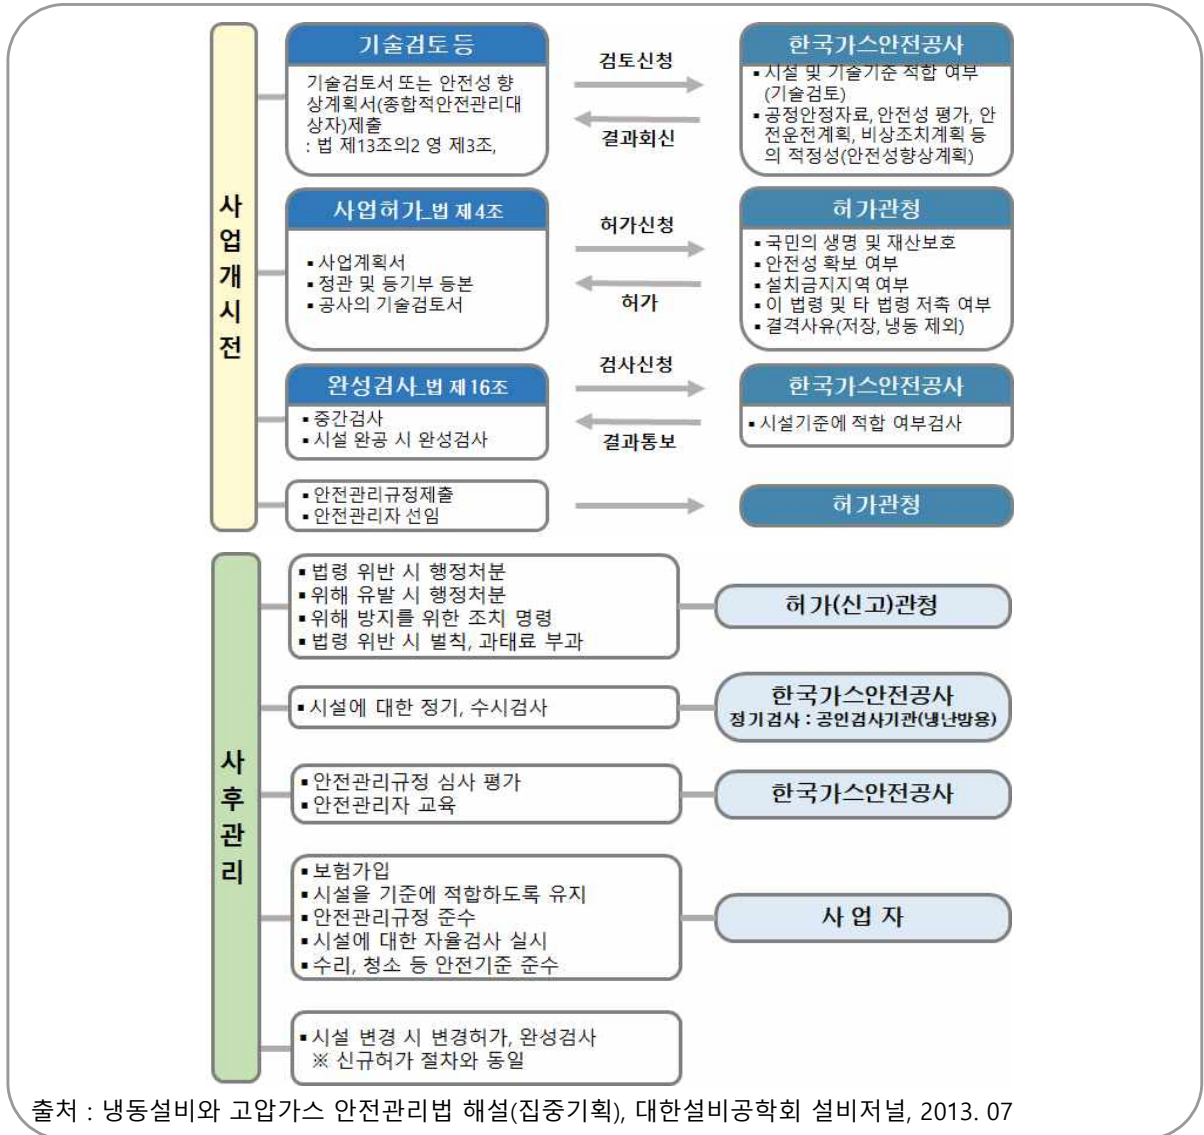 사업개시전
기술검토 등
기술검토서 또는 안전성 향
상계획서(종합적안전관리대
상자)제출
: 법 제13조의2 영 제3조,
검토신청
결과회신
한국가스안전공사
▪ 시설 및 기술기준 적합 여부
(기술검토)
▪ 공정안정자료, 안전성 평가, 안
전운전계획, 비상조치계획 등
의 적정성(안전성향상계획)
사업허가_법 제4조
▪ 사업계획서
▪ 정관 및 등기부 등본
▪ 공사의 기술검토서
허가신청
허가
허가관청
▪ 국민의 생명 및 재산보호
▪ 안전성 확보 여부
▪ 설치금지지역 여부
▪ 이 법령 및 타 법령 저촉 여부
▪ 결격사유(저장, 냉동 제외)
완성검사_법 제16조
▪ 중간검사
▪ 시설 완공 시 완성검사
검사신청
결과통보
한국가스안전공사
▪ 시설기준에 적합 여부검사
▪ 안전관리규정제출
▪ 안전관리자 선임
허가관청
사후관리
▪ 법령 위반 시 행정처분
▪ 위해 유발 시 행정처분
▪ 위해 방지를 위한 조치 명령
▪ 법령 위반 시 벌칙, 과태료 부과
허가(신고)관청
▪ 시설에 대한 정기, 수시검사
한국가스안전공사
정기검사 : 공인검사기관(냉난방용)
▪ 안전관리규정 심사 평가
▪ 안전관리자 교육
한국가스안전공사
▪ 보험가입
▪ 시설을 기준에 적합하도록 유지
▪ 안전관리규정 준수
▪ 시설에 대한 자율검사 실시
▪ 수리, 청소 등 안전기준 준수
사 업 자
▪ 시설 변경 시 변경허가, 완성검사
※ 신규허가 절차와 동일
출처 : 냉동설비와 고압가스 안전관리법 해설(집중기획), 대한설비공학회 설비저널, 2013. 07